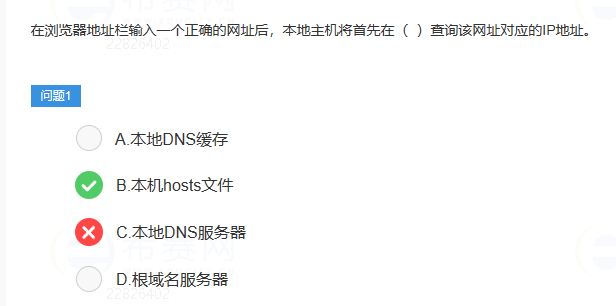 在浏览器地址栏输入一个正确的网址后，本地主机将首先在（ ）查询该网址对应的IP地址。
问题1
A.本地DNS缓存
B.本机hosts文件
C.本地DNS服务器
D.根域名服务器